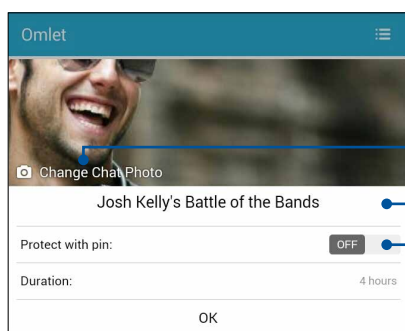 Omlet
Change Chat Photo
Josh Kelly's Battle of the Bands
Protect with pin:
OFF
Duration:
4 hours
OK